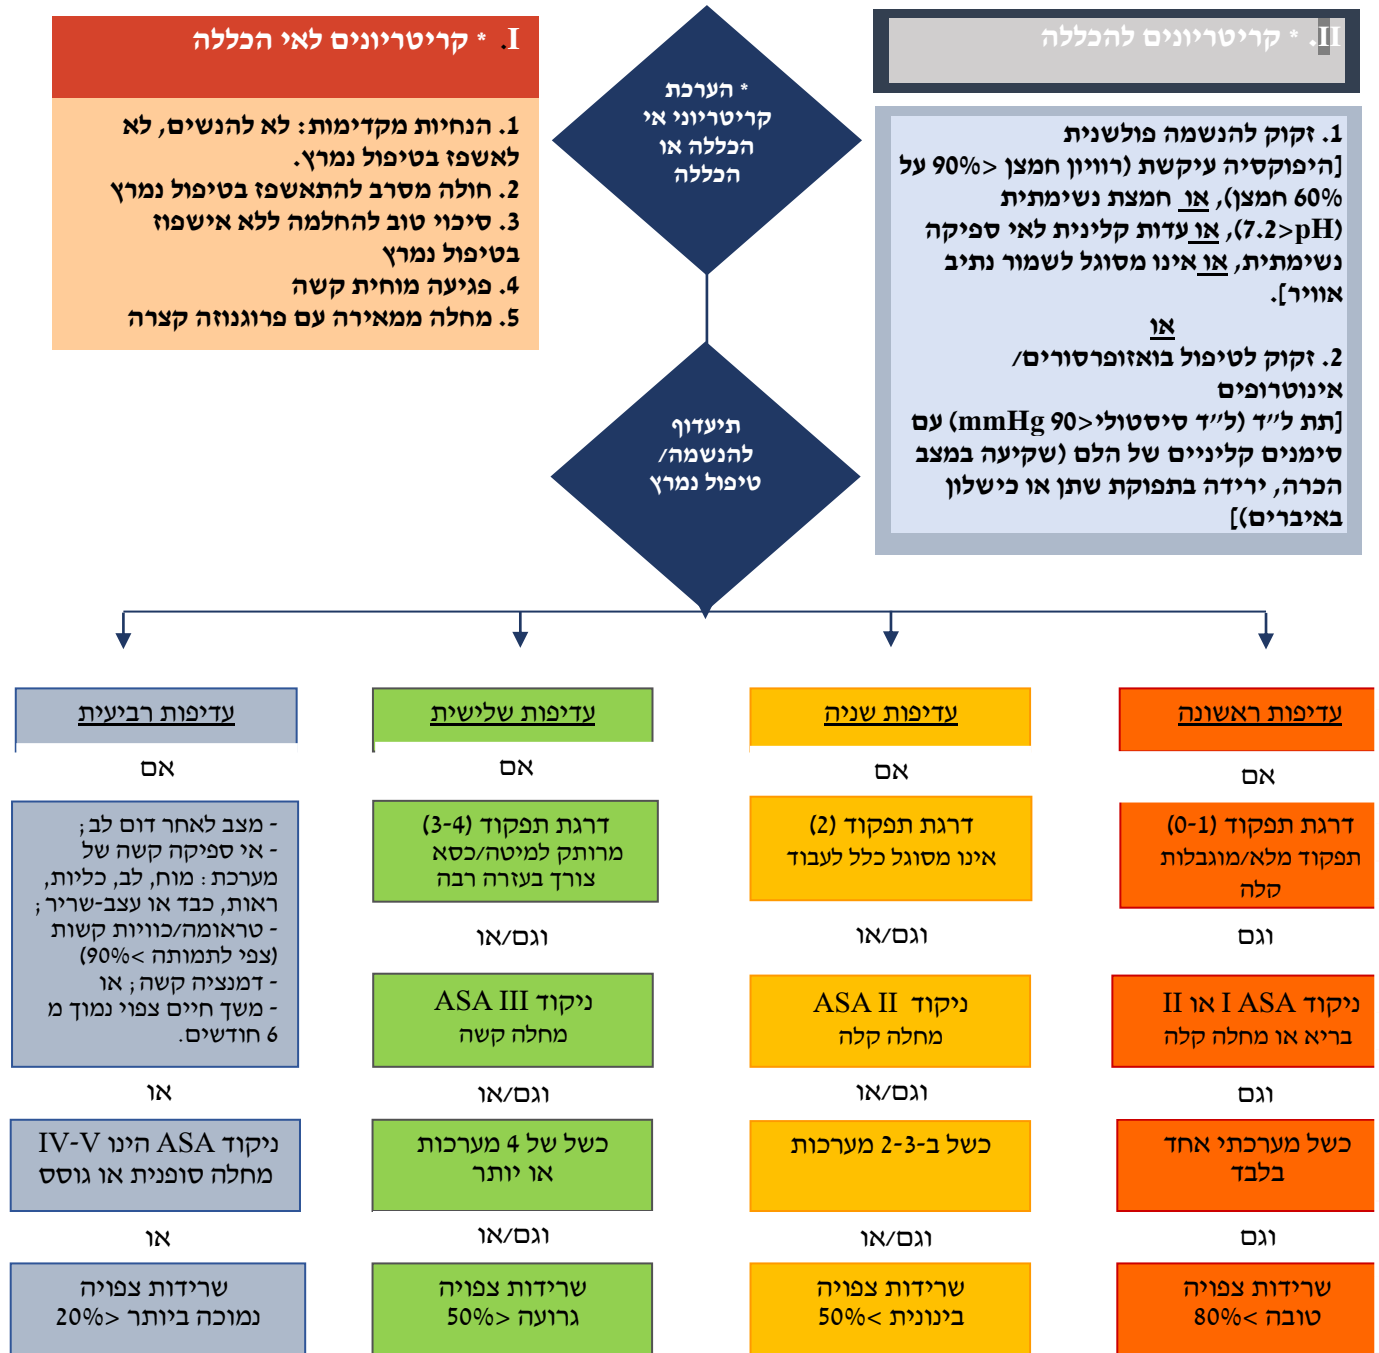 I. * קריטריונים לאי הכללה
1. הנחיות מקדימות: לא להנשים, לא
לאשפז בטיפול נמרץ.
2. חולה מסרב להתאשפז בטיפול נמרץ
3. סיכוי טוב להחלמה ללא אישפוז
בטיפול נמרץ
4. פגיעה מוחית קשה
5. מחלה ממאירה עם פרוגנוזה קצרה
* הערכת
קריטריוני אי
הכללה או
הכללה
II. * קריטריונים להכללה
1. זקוק להנשמה פולשנית
[היפוקסיה עיקשת (רוויון חמצן <90% על
60% חמצן), או חמצת נשימתית
(pH<7.2), או עדות קלינית לאי ספיקה
נשימתית, או אינו מסוגל לשמור נתיב
אוויר].
או
2. זקוק לטיפול בואזופרסורים/
אינוטרופים
[תת ל״ד (ל״ד סיסטולי<90 mmHg) עם
סימנים קליניים של הלם (שקיעה במצב
הכרה, ירידה בתפוקת שתן או כישלון
באיברים)]
תיעדוף
להנשמה/
טיפול נמרץ
עדיפות ראשונה
אם
דרגת תפקוד (0-1)
תפקוד מלא/מוגבלות
קלה
וגם
ניקוד I ASA או II
בריא או מחלה קלה
וגם
כשל מערכתי אחד
בלבד
וגם
שרידות צפויה
טובה >80%
עדיפות שניה
אם
דרגת תפקוד (2)
אינו מסוגל כלל לעבוד
וגם/או
ניקוד ASA II
מחלה קלה
וגם/או
כשל ב-2-3 מערכות
וגם/או
שרידות צפויה
בינונית >50%
עדיפות שלישית
אם
דרגת תפקוד (3-4)
מרותק למיטה/כסא
צורך בעזרה רבה
וגם/או
ניקוד ASA III
מחלה קשה
וגם/או
כשל של 4 מערכות
או יותר
וגם/או
שרידות צפויה
גרועה <50%
עדיפות רביעית
אם
- מצב לאחר דום לב;
- אי ספיקה קשה של
מערכת: מוח, לב, כליות,
ראות, כבד או עצב-שריר;
- טראומה/כוויות קשות
(צפי לתמותה >90%)
- דמנציה קשה; או
- משך חיים צפוי נמוך מ
6 חודשים.
או
ניקוד ASA הינו IV-V
מחלה סופנית או גוסס
או
שרידות צפויה
נמוכה ביותר <20%